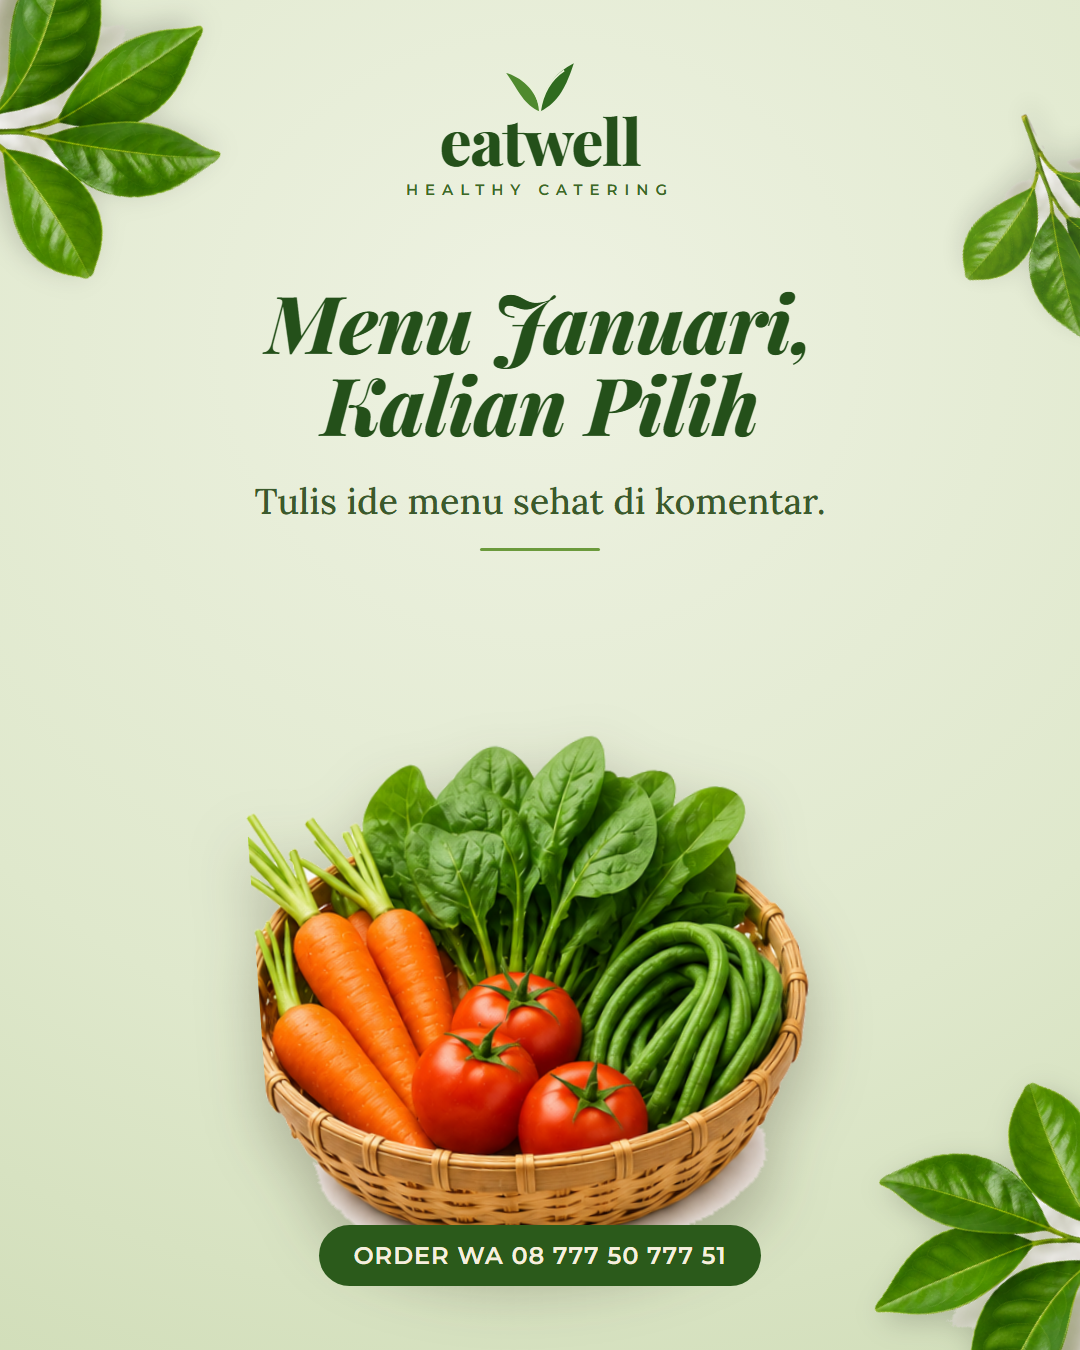 eatwell
HEALTHY CATERING
Menu Januari,
Kalian Pilih
Tulis ide menu sehat di komentar.
ORDER WA 08 777 50 777 51